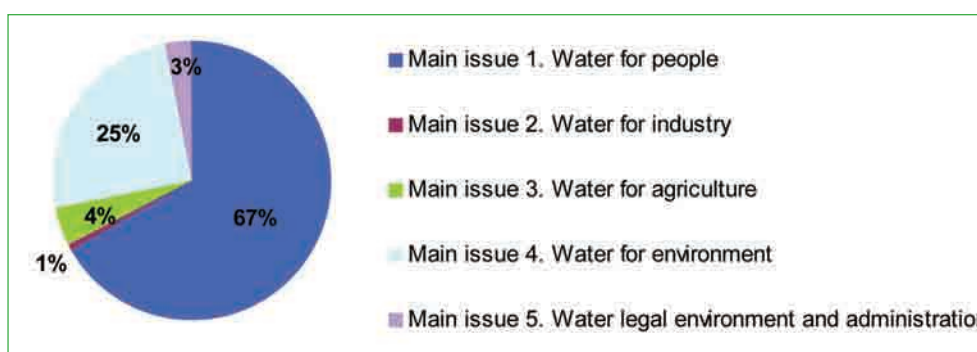 3%
25%
4%
1%
67%
Main issue 1. Water for people
Main issue 2. Water for industry
Main issue 3. Water for agriculture
Main issue 4. Water for environment
Main issue 5. Water legal environment and administratio